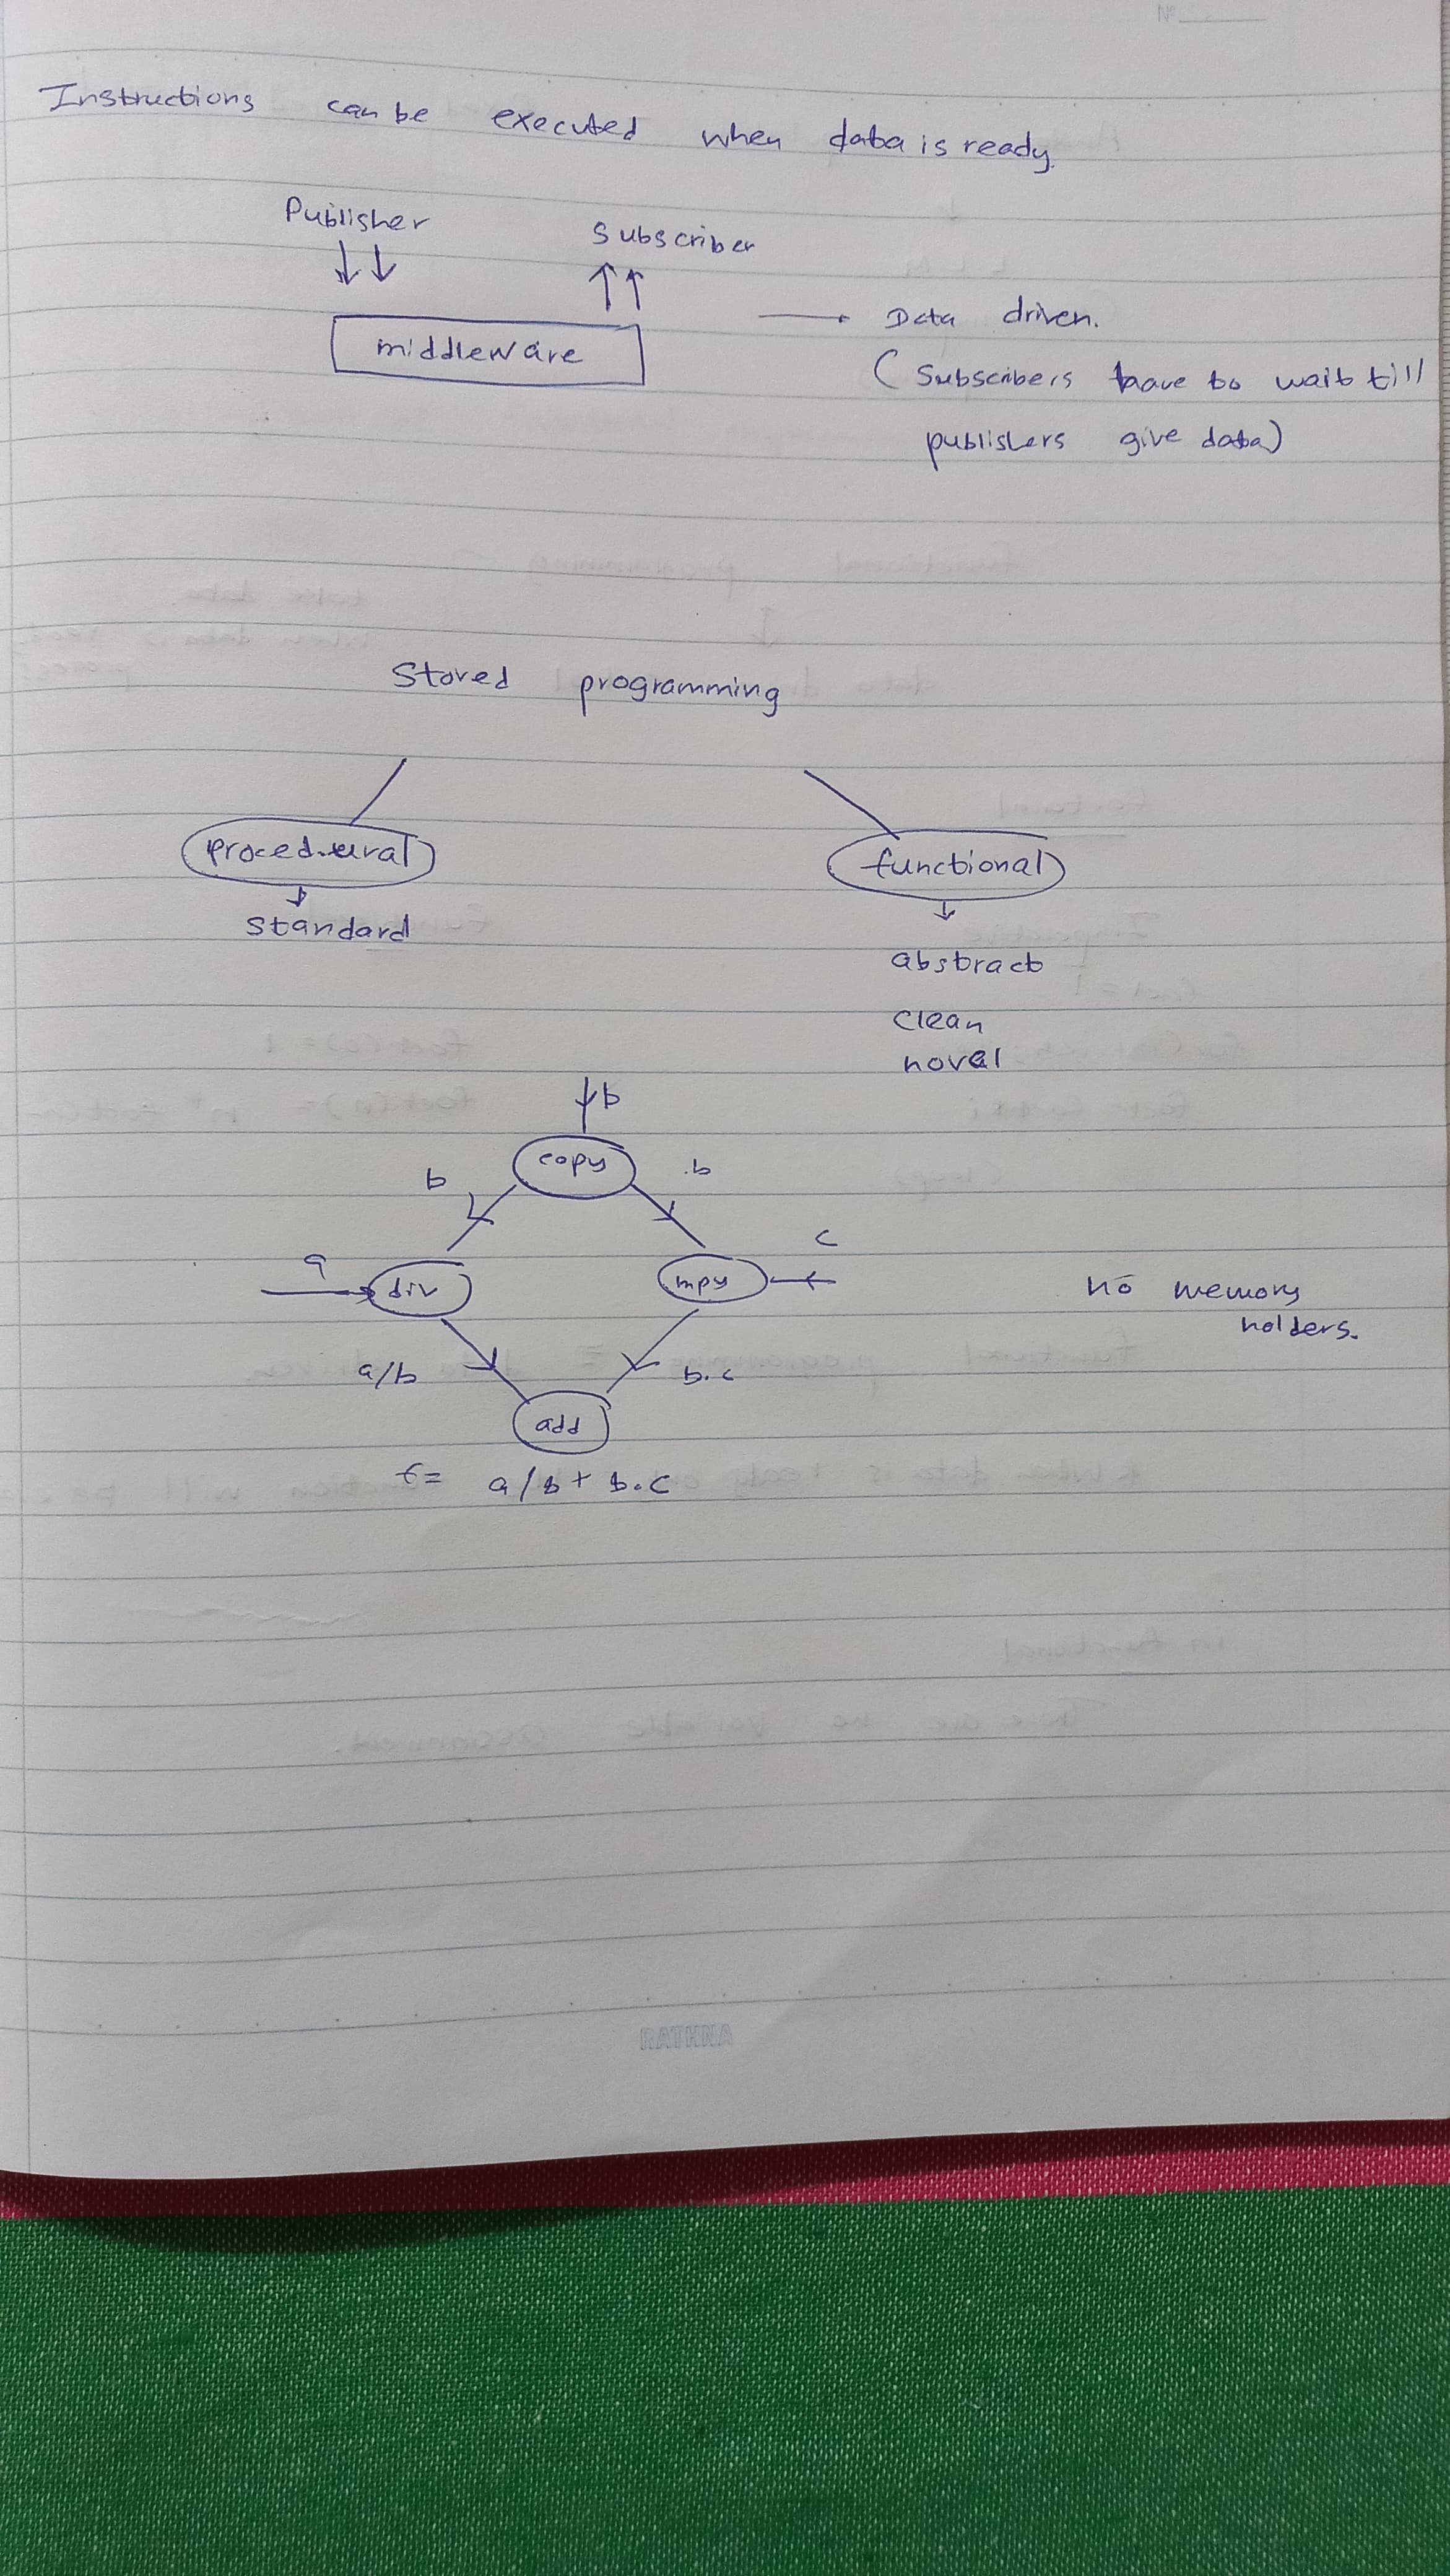 Instructions can be executed when data is ready.
Publisher
subscriber
middleware
Data driven.
(Subscribers have to wait till
publishers give data)
Stored programming
procedural
functional
standard
abstract
clean
novel
b
copy
b
b
a
div
mpy
c
no memory
holders.
a/b
b.c
add
f= a/b + b.c
RATHNA